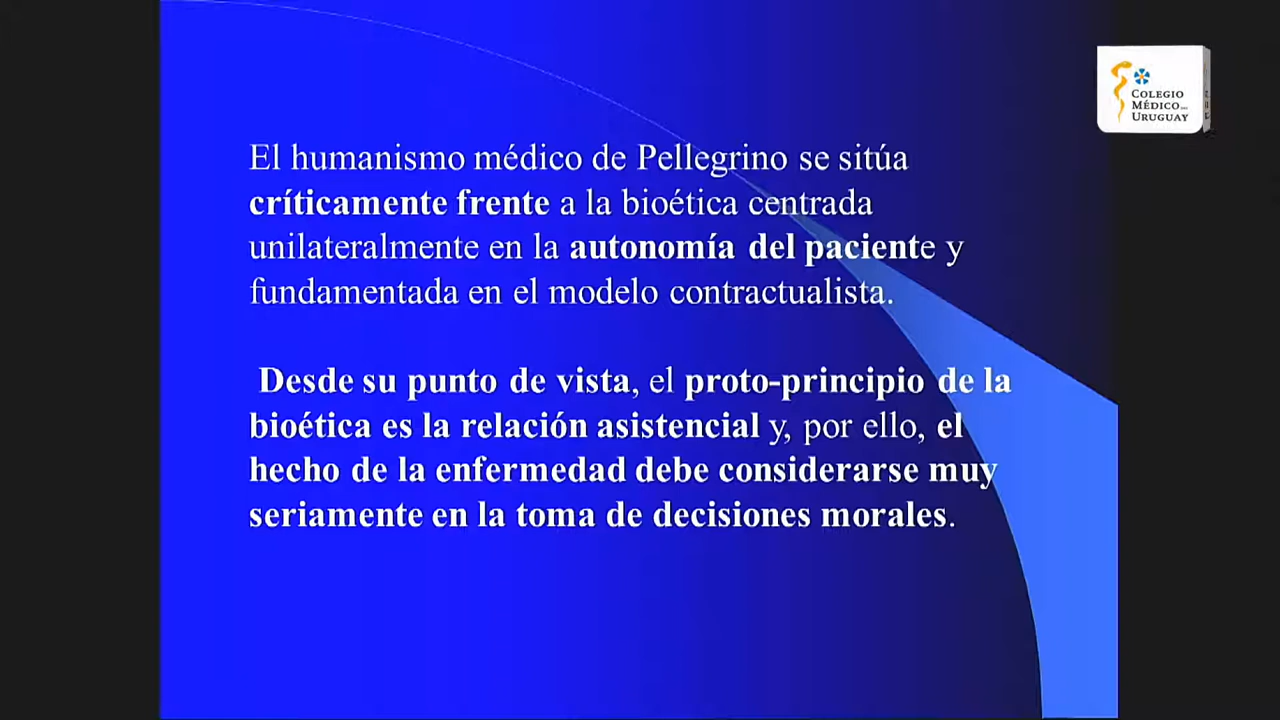 COLEGIO
MÉDICO DEL
URUGUAY
El humanismo médico de Pellegrino se sitúa
críticamente frente a la bioética centrada
unilateralmente en la autonomía del paciente y
fundamentada en el modelo contractualista.
Desde su punto de vista, el proto-principio de la
bioética es la relación asistencial y, por ello, el
hecho de la enfermedad debe considerarse muy
seriamente en la toma de decisiones morales.